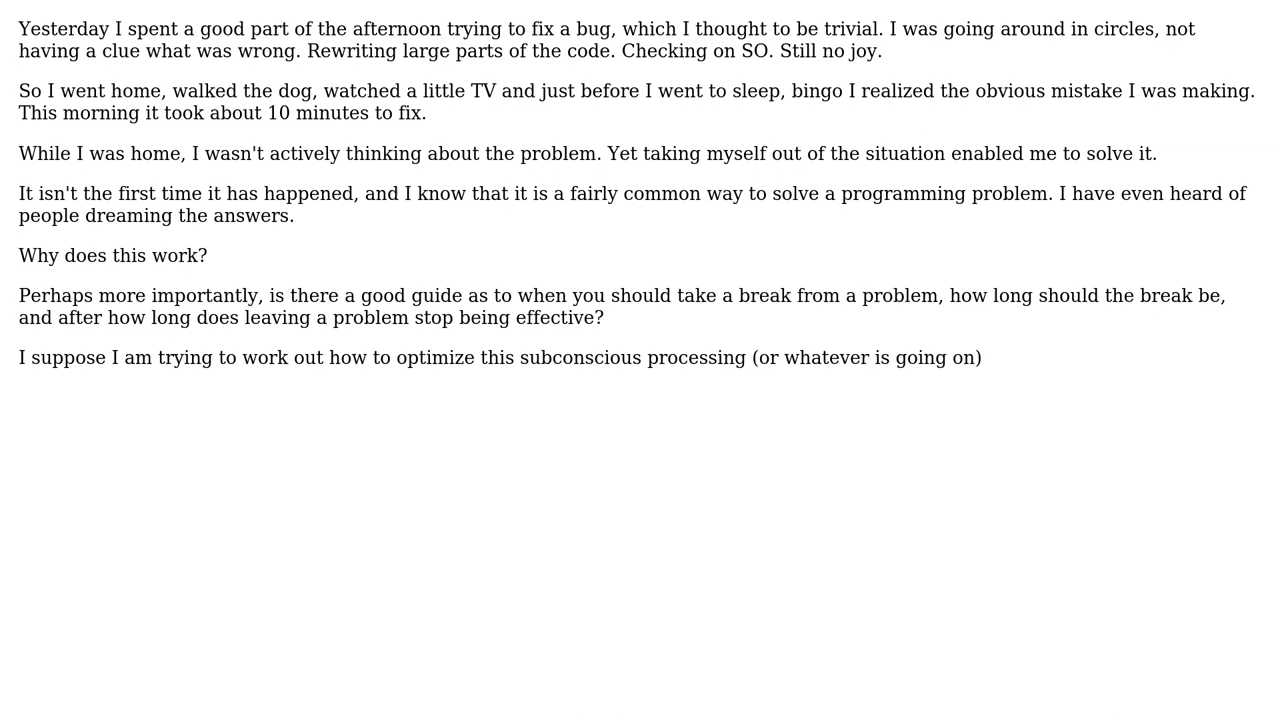 Yesterday I spent a good part of the afternoon trying to fix a bug, which I thought to be trivial. I was going around in circles, not
having a clue what was wrong. Rewriting large parts of the code. Checking on SO. Still no joy.
So I went home, walked the dog, watched a little TV and just before I went to sleep, bingo I realized the obvious mistake I was making.
This morning it took about 10 minutes to fix.
While I was home, I wasn't actively thinking about the problem. Yet taking myself out of the situation enabled me to solve it.
It isn't the first time it has happened, and I know that it is a fairly common way to solve a programming problem. I have even heard of
people dreaming the answers.
Why does this work?
Perhaps more importantly, is there a good guide as to when you should take a break from a problem, how long should the break be,
and after how long does leaving a problem stop being effective?
I suppose I am trying to work out how to optimize this subconscious processing (or whatever is going on)